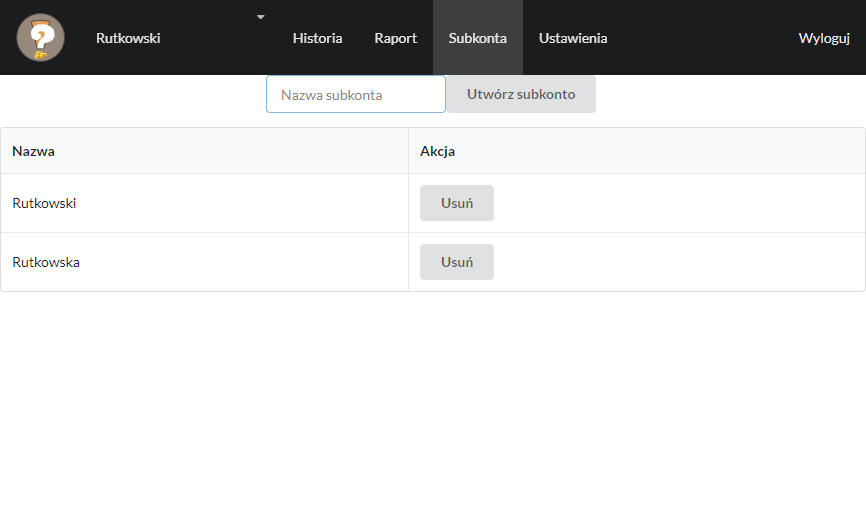 Rutkowski Historia Raport Subkonta Ustawienia Wyloguj
Nazwa subkonta Utwórz subkonto
Nazwa Akcja
Rutkowski Usuń
Rutkowska Usuń